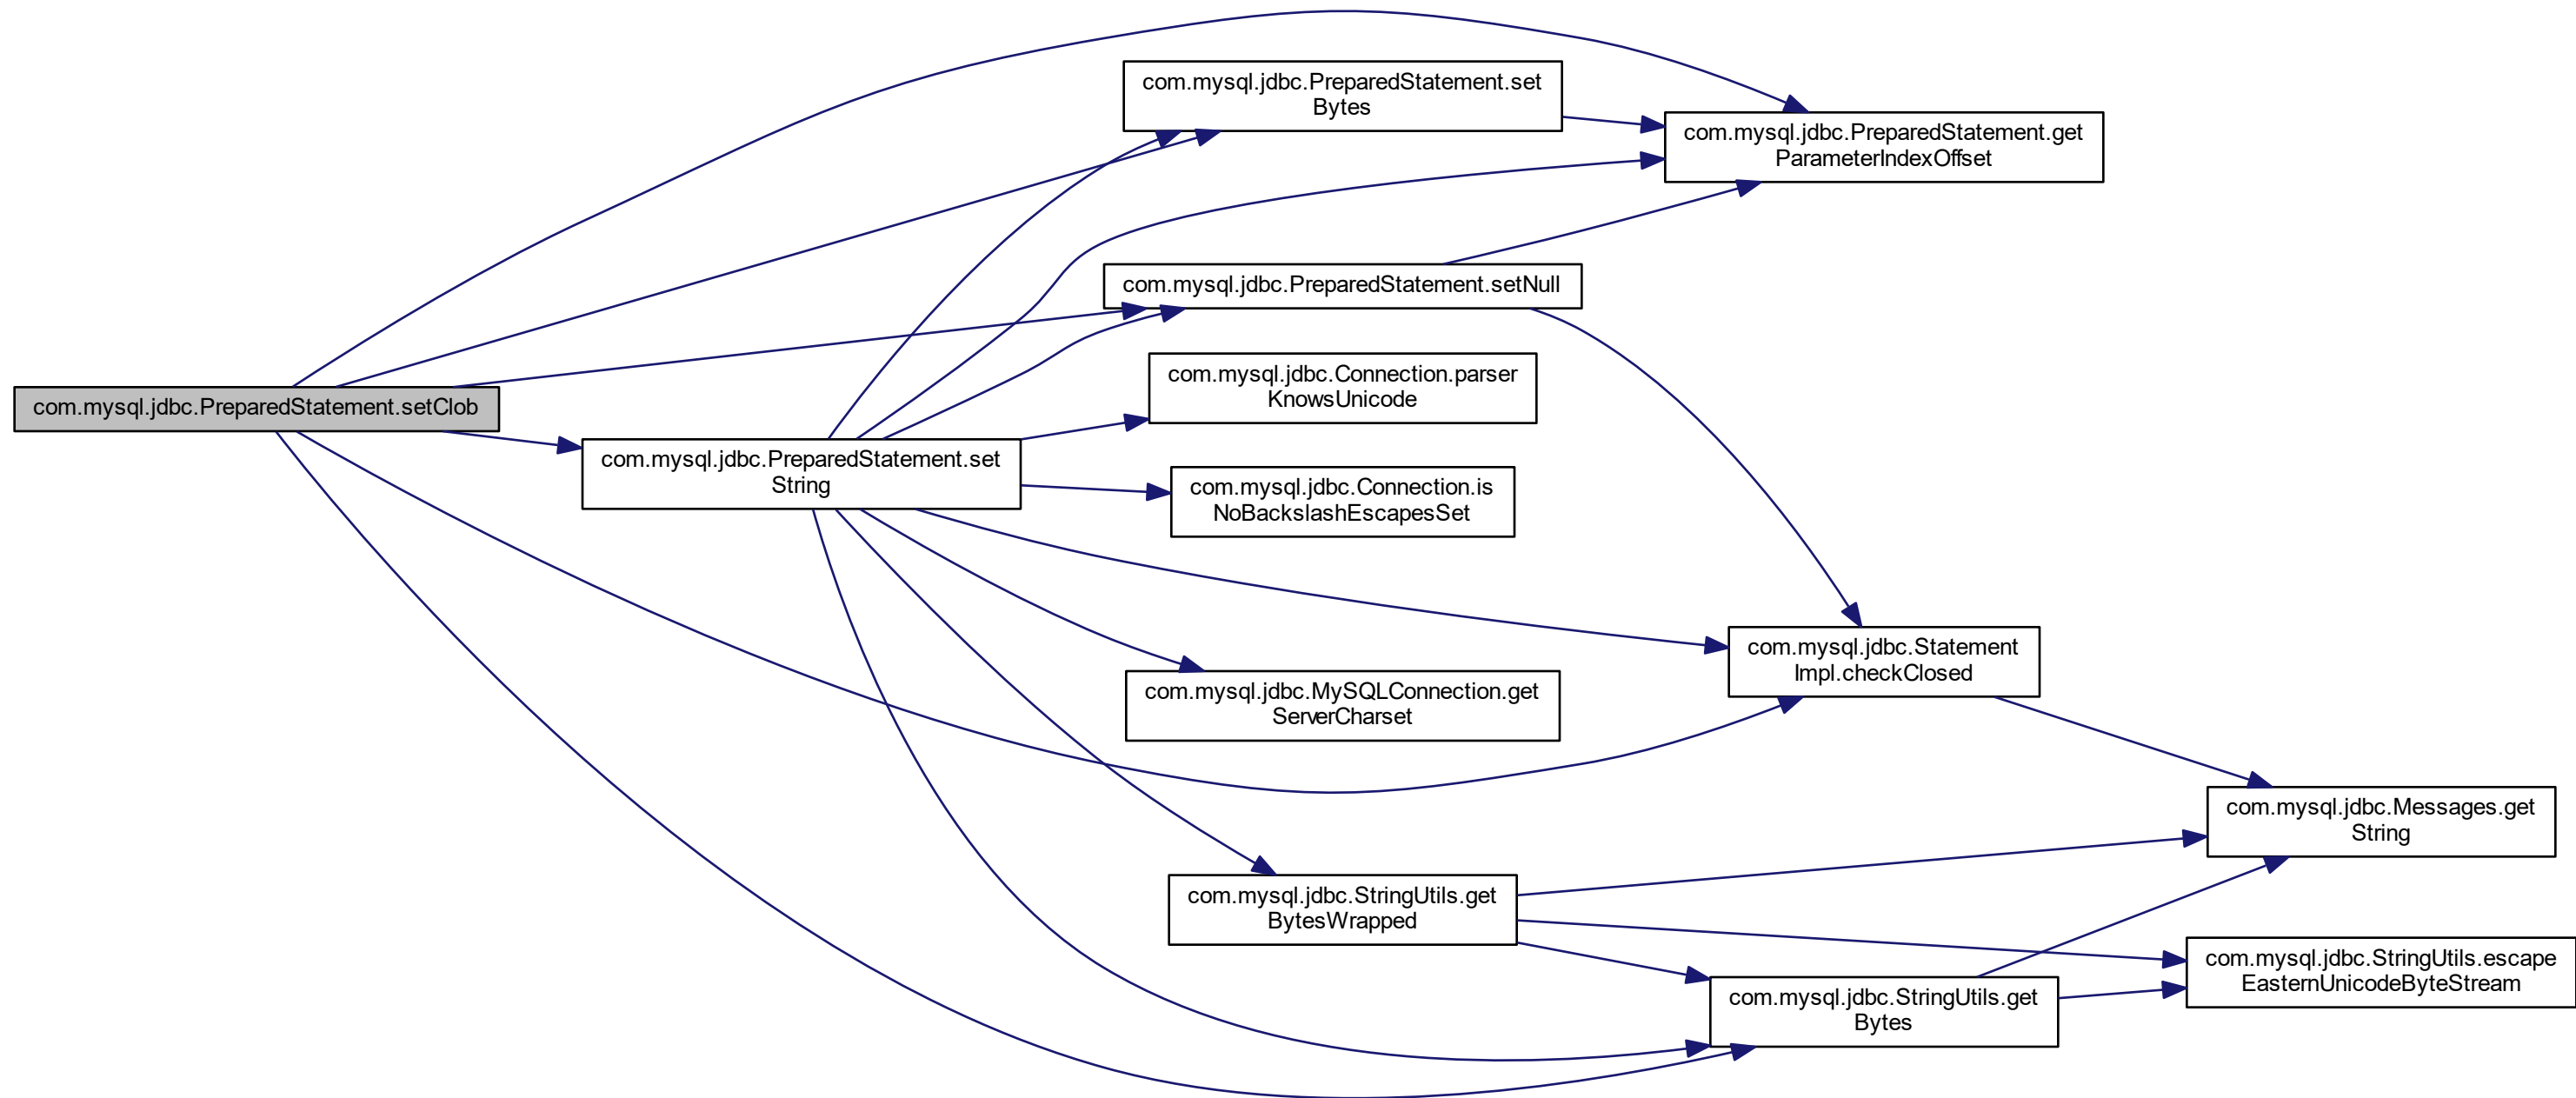 com.mysql.jdbc.PreparedStatement.set
Bytes
com.mysql.jdbc.PreparedStatement.get
ParameterIndexOffset
com.mysql.jdbc.PreparedStatement.setNull
com.mysql.jdbc.Connection.parser
KnowsUnicode
com.mysql.jdbc.PreparedStatement.setClob
com.mysql.jdbc.PreparedStatement.set
String
com.mysql.jdbc.Connection.is
NoBackslashEscapesSet
com.mysql.jdbc.Statement
Impl.checkClosed
com.mysql.jdbc.MySQLConnection.get
ServerCharset
com.mysql.jdbc.Messages.get
String
com.mysql.jdbc.StringUtils.get
BytesWrapped
com.mysql.jdbc.StringUtils.escape
EasternUnicodeByteStream
com.mysql.jdbc.StringUtils.get
Bytes